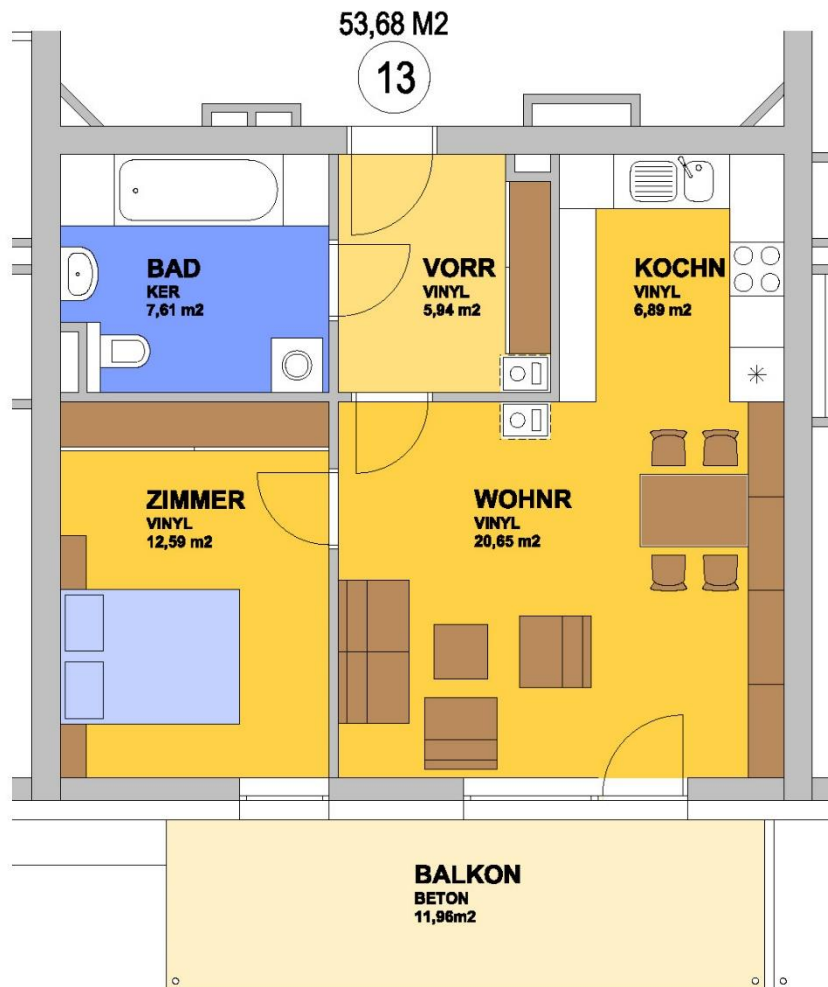 53,68 M2
13
BAD
KER
7,61 m2
VORR
VINYL
5,94 m2
KOCHN
VINYL
6,89 m2
ZIMMER
VINYL
12,59 m2
WOHNR
VINYL
20,65 m2
BALKON
BETON
11,96m2